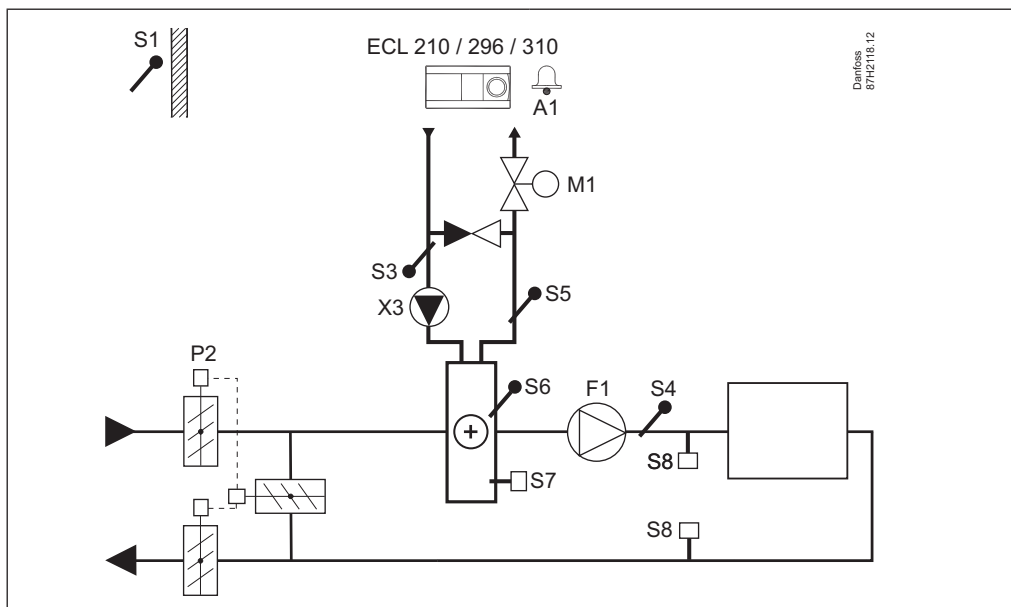 S1
ECL 210 / 296 / 310
A1
Danfoss
87H2118.12
M1
S3
S5
X3
P2
S6
F1
S4
S8
S7
S8